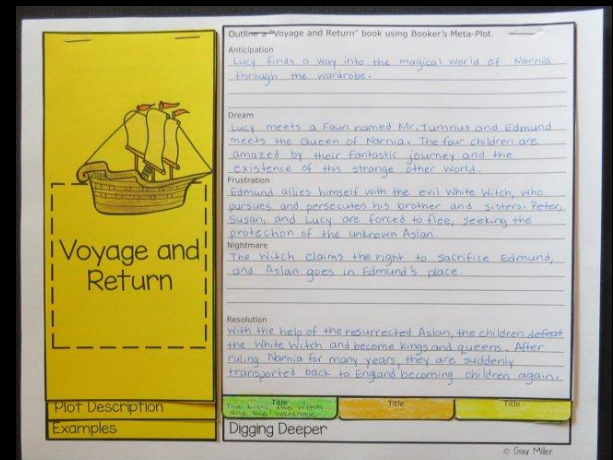 Voyage and
Return
Plot Description
Examples
Outline a "Voyage and Return" book using Booker's Meta-Plot.
Anticipation
Lucy finds a way into the magical world of Narnia
through the wardrobe.
Dream
Lucy meets a Faun named Mr. Tumnus and Edmund
meets the Queen of Narnia. The four children are
amazed by their fantastic journey and the
existence of this strange other world.
Frustration
Edmund allies himself with the evil White Witch, who
pursues and persecutes his brother and sisters. Peter,
Susan, and Lucy are forced to flee, seeking the
protection of the unknown Aslan.
Nightmare
The Witch claims the right to sacrifice Edmund,
and Aslan goes in Edmund's place.
Resolution
With the help of the resurrected Aslan, the children defeat
the White Witch and become kings and queens. After
ruling Narnia for many years, they are suddenly
transported back to England becoming children again.
Title
The Lion, the Witch
and the Wardrobe
Title
Title
Digging Deeper
© Gay Miller